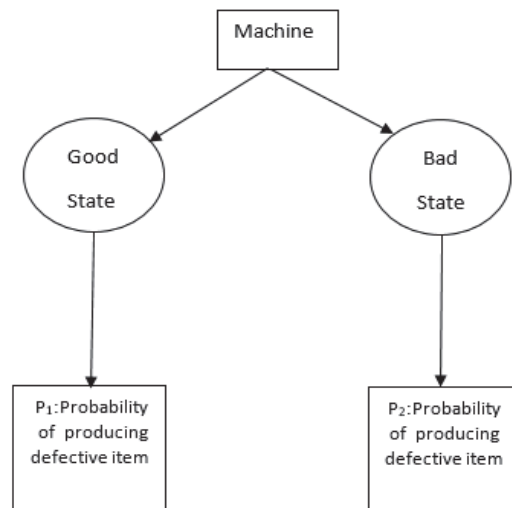 Machine
Good
State
Bad
State
P₁:Probability
of producing
defective item
P₂:Probability
of producing
defective item